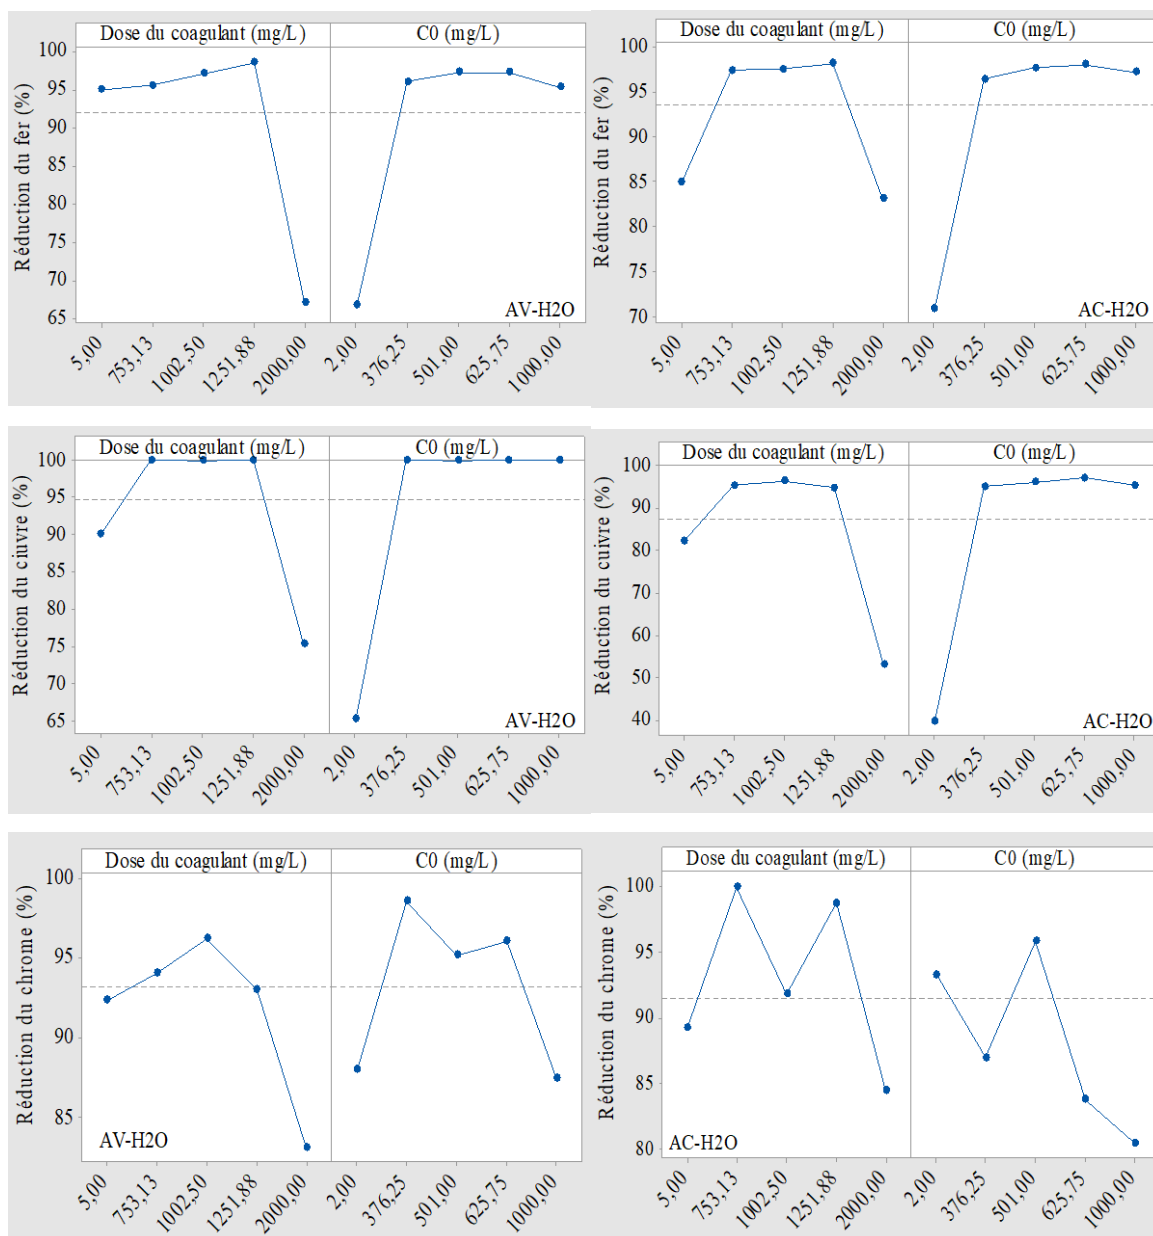 Dose du coagulant (mg/L) C0 (mg/L)
Réduction du fer (%)
100
95
90
85
80
75
70
65
AV-H2O
5,00 753,13 1002,50 1251,88 2000,00 2,00 376,25 501,00 625,75 1000,00
Dose du coagulant (mg/L) C0 (mg/L)
Réduction du fer (%)
100
95
90
85
80
75
70
AC-H2O
5,00 753,13 1002,50 1251,88 2000,00 2,00 376,25 501,00 625,75 1000,00
Dose du coagulant (mg/L) C0 (mg/L)
Réduction du ciuvre (%)
100
95
90
85
80
75
70
65
AV-H2O
5,00 753,13 1002,50 1251,88 2000,00 2,00 376,25 501,00 625,75 1000,00
Dose du coagulant (mg/L) C0 (mg/L)
Réduction du cuivre (%)
100
90
80
70
60
50
40
AC-H2O
5,00 753,13 1002,50 1251,88 2000,00 2,00 376,25 501,00 625,75 1000,00
Dose du coagulant (mg/L) C0 (mg/L)
Réduction du chrome (%)
100
95
90
85
AV-H2O
5,00 753,13 1002,50 1251,88 2000,00 2,00 376,25 501,00 625,75 1000,00
Dose du coagulant (mg/L) C0 (mg/L)
Réduction du chrome (%)
100
95
90
85
80
AC-H2O
5,00 753,13 1002,50 1251,88 2000,00 2,00 376,25 501,00 625,75 1000,00